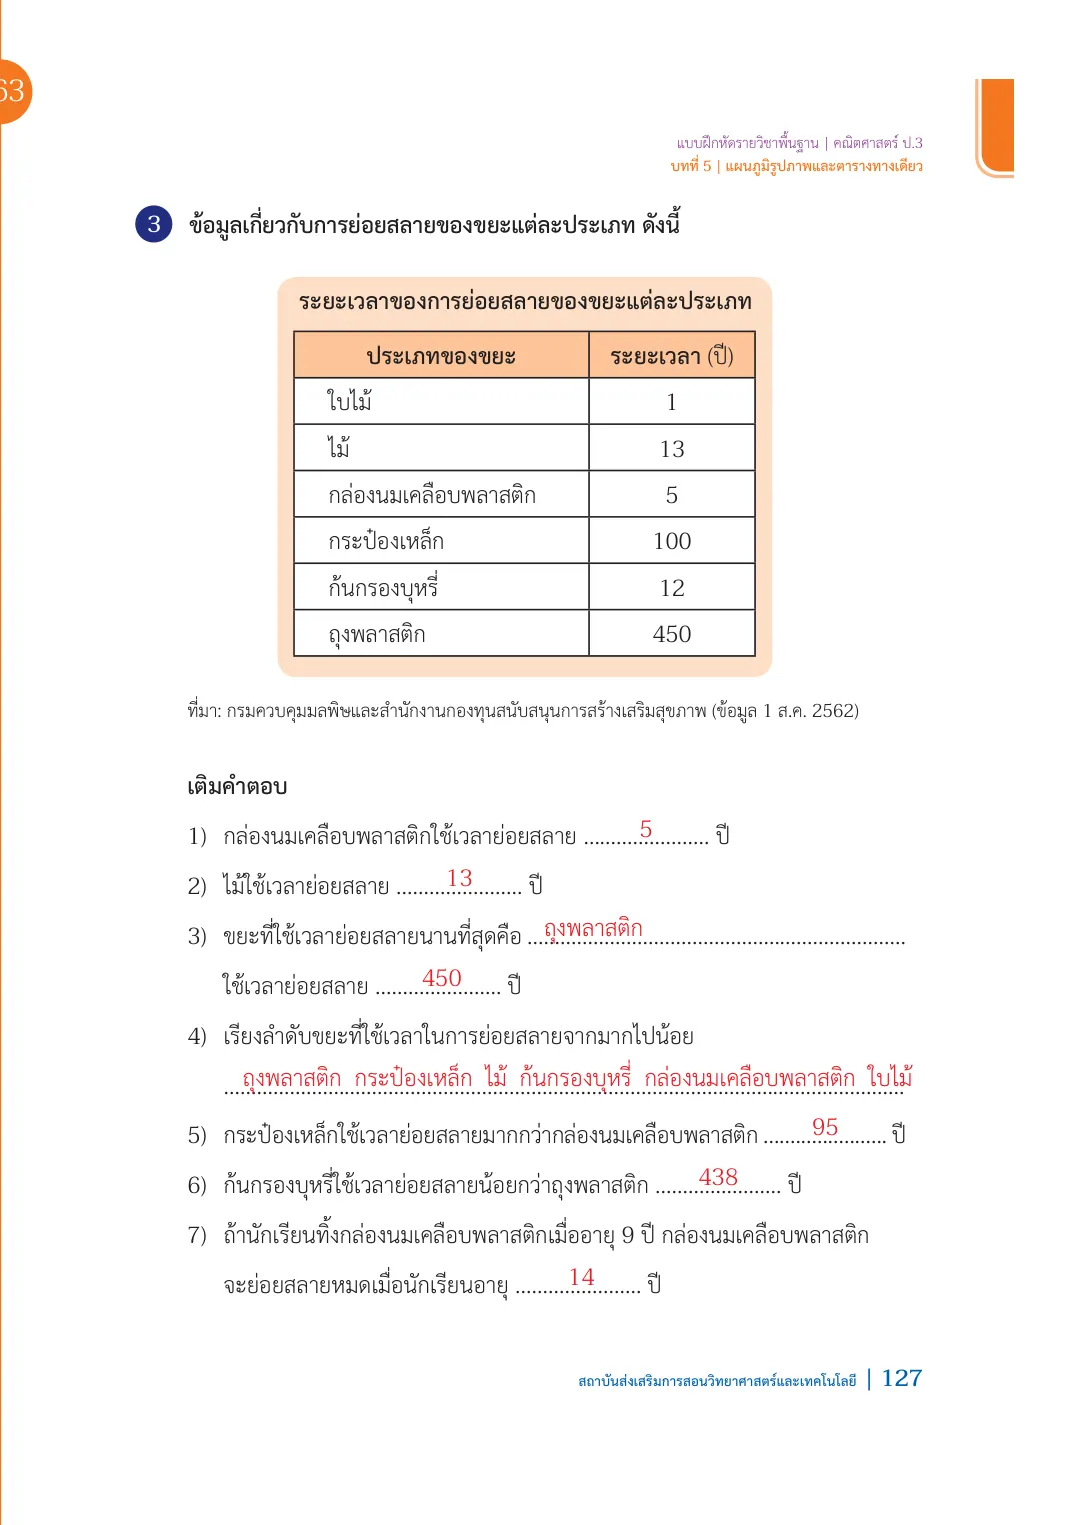 63
แบบฝึกหัดรายวิชาพื้นฐาน | คณิตศาสตร์ ป.3
บทที่ 5 | แผนภูมิรูปภาพและตารางทางเดียว
3 ข้อมูลเกี่ยวกับการย่อยสลายของขยะแต่ละประเภท ดังนี้
ระยะเวลาของการย่อยสลายของขยะแต่ละประเภท
ประเภทของขยะ ระยะเวลา (ปี)
ใบไม้ 1
ไม้ 13
กล่องนมเคลือบพลาสติก 5
กระป๋องเหล็ก 100
ก้นกรองบุหรี่ 12
ถุงพลาสติก 450
ที่มา: กรมควบคุมมลพิษและสำนักงานกองทุนสนับสนุนการสร้างเสริมสุขภาพ (ข้อมูล 1 ส.ค. 2562)
เติมคำตอบ
1) กล่องนมเคลือบพลาสติกใช้เวลาย่อยสลาย 5 ปี
2) ไม้ใช้เวลาย่อยสลาย 13 ปี
3) ขยะที่ใช้เวลาย่อยสลายนานที่สุดคือ ถุงพลาสติก
ใช้เวลาย่อยสลาย 450 ปี
4) เรียงลำดับขยะที่ใช้เวลาในการย่อยสลายจากมากไปน้อย
ถุงพลาสติก กระป๋องเหล็ก ไม้ ก้นกรองบุหรี่ กล่องนมเคลือบพลาสติก ใบไม้
5) กระป๋องเหล็กใช้เวลาย่อยสลายมากกว่ากล่องนมเคลือบพลาสติก 95 ปี
6) ก้นกรองบุหรี่ใช้เวลาย่อยสลายน้อยกว่าถุงพลาสติก 438 ปี
7) ถ้านักเรียนทิ้งกล่องนมเคลือบพลาสติกเมื่ออายุ 9 ปี กล่องนมเคลือบพลาสติก
จะย่อยสลายหมดเมื่อนักเรียนอายุ 14 ปี
สถาบันส่งเสริมการสอนวิทยาศาสตร์และเทคโนโลยี | 127